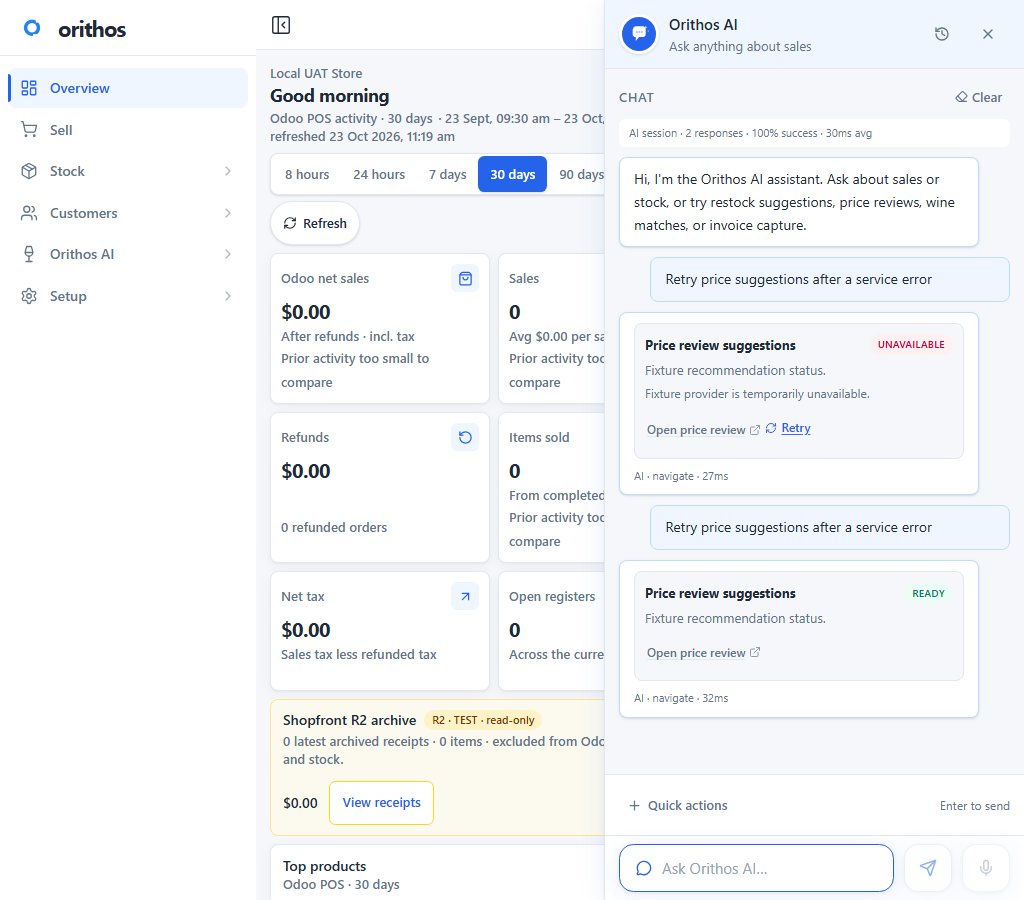 orithos
Overview
Sell
Stock
Customers
Orithos AI
Setup
Local UAT Store
Good morning
Odoo POS activity · 30 days · 23 Sept, 09:30 am – 23 Oct,
refreshed 23 Oct 2026, 11:19 am
8 hours 24 hours 7 days 30 days 90 days
Refresh
Odoo net sales
$0.00
After refunds · incl. tax
Prior activity too small to
compare
Sales
0
Avg $0.00 per sa
Prior activity too
compare
Refunds
$0.00
0 refunded orders
Items sold
0
From completed
Prior activity too
compare
Net tax
$0.00
Sales tax less refunded tax
Open registers
0
Across the curre
Shopfront R2 archive R2 · TEST · read-only
0 latest archived receipts · 0 items · excluded from Odo
and stock.
$0.00 View receipts
Top products
Odoo POS · 30 days
Orithos AI
Ask anything about sales
CHAT Clear
AI session · 2 responses · 100% success · 30ms avg
Hi, I'm the Orithos AI assistant. Ask about sales or
stock, or try restock suggestions, price reviews, wine
matches, or invoice capture.
Retry price suggestions after a service error
Price review suggestions UNAVAILABLE
Fixture recommendation status.
Fixture provider is temporarily unavailable.
Open price review Retry
AI · navigate · 27ms
Retry price suggestions after a service error
Price review suggestions READY
Fixture recommendation status.
Open price review
AI · navigate · 32ms
Quick actions Enter to send
Ask Orithos AI...